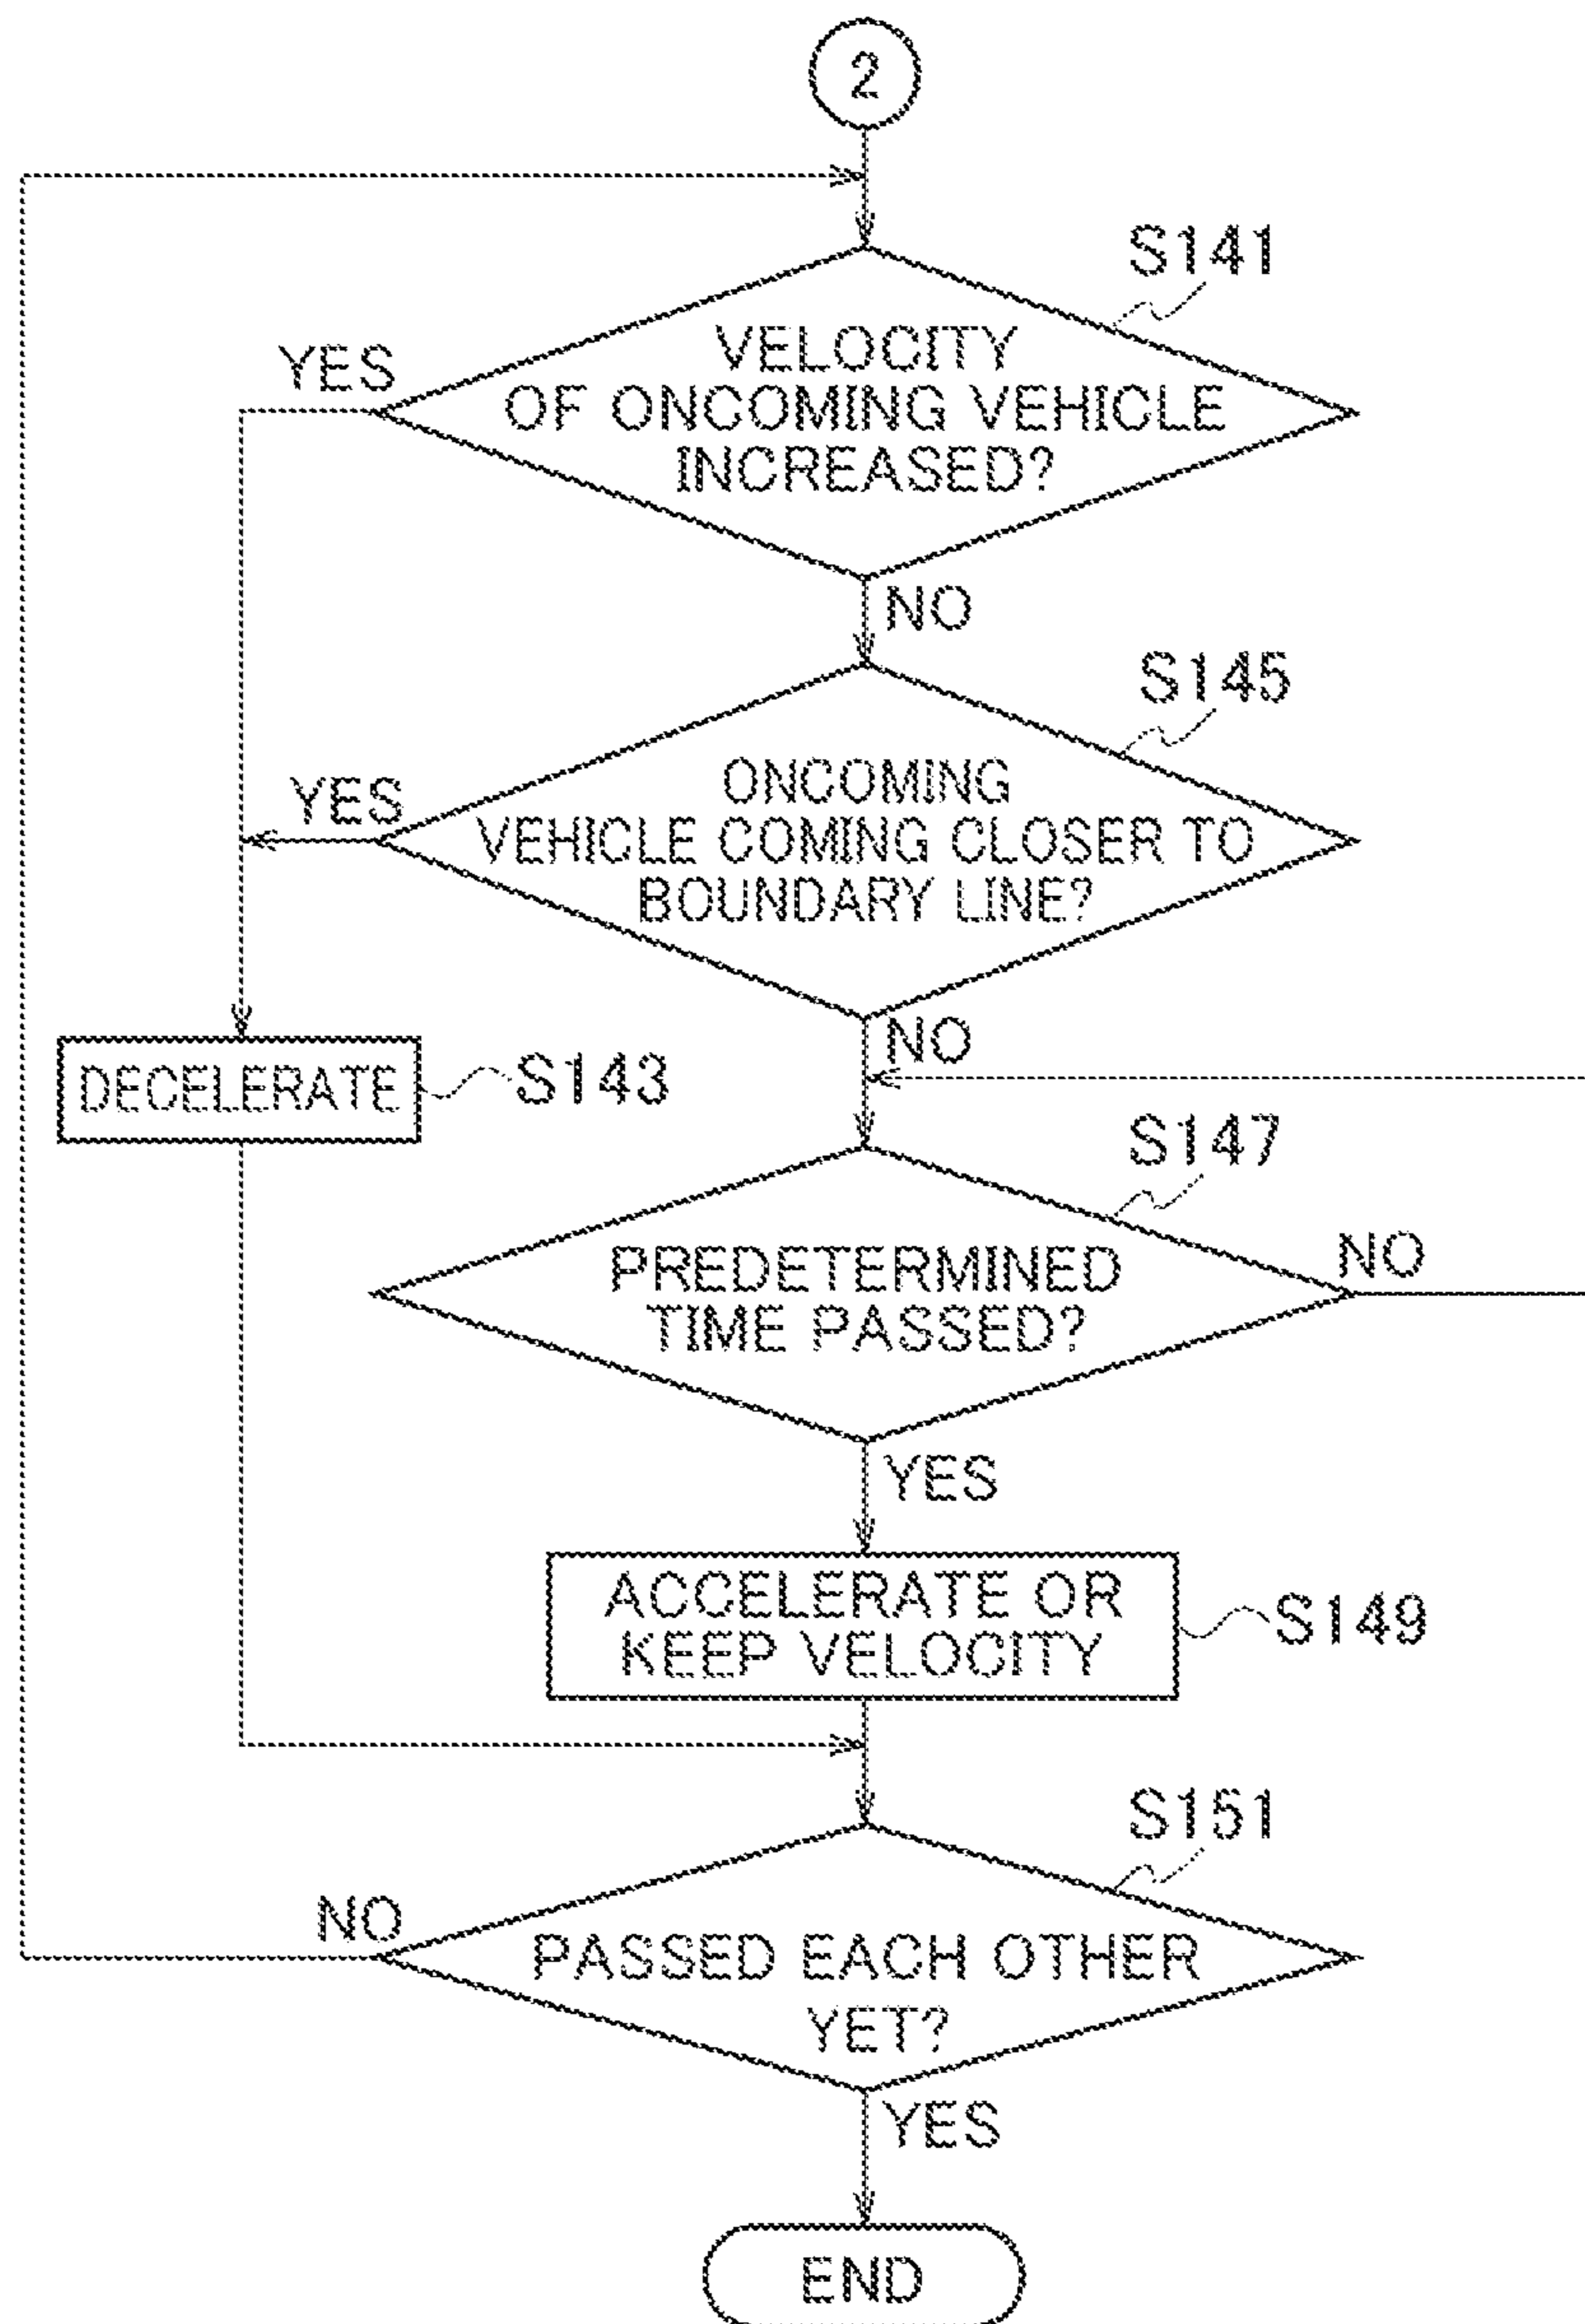 2
S141
YES
VELOCITY
OF ONCOMING VEHICLE
INCREASED?
NO
S145
YES
ONCOMING
VEHICLE COMING CLOSER TO
BOUNDARY LINE?
NO
DECELERATE
S143
S147
PREDETERMINED
TIME PASSED?
NO
YES
ACCELERATE OR
KEEP VELOCITY
S149
S151
NO
PASSED EACH OTHER
YET?
YES
END